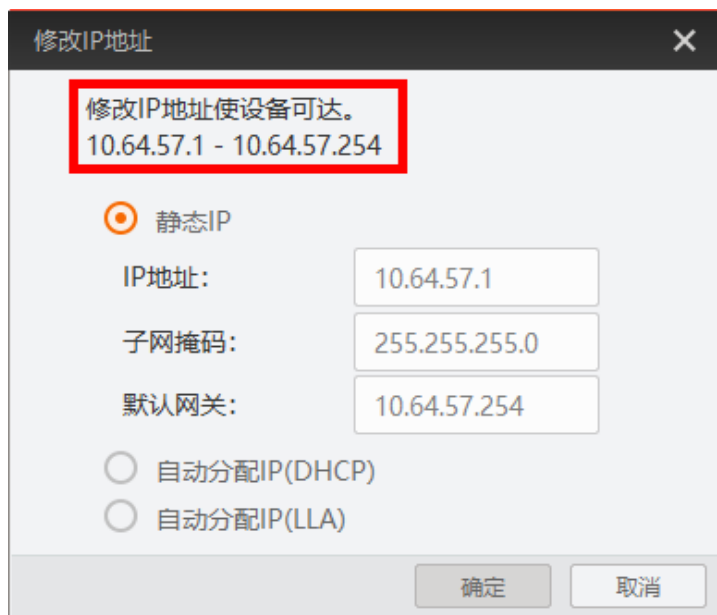 修改IP地址
修改IP地址使设备可达。
10.64.57.1 - 10.64.57.254
静态IP
IP地址: 10.64.57.1
子网掩码: 255.255.255.0
默认网关: 10.64.57.254
自动分配IP(DHCP)
自动分配IP(LLA)
确定 取消